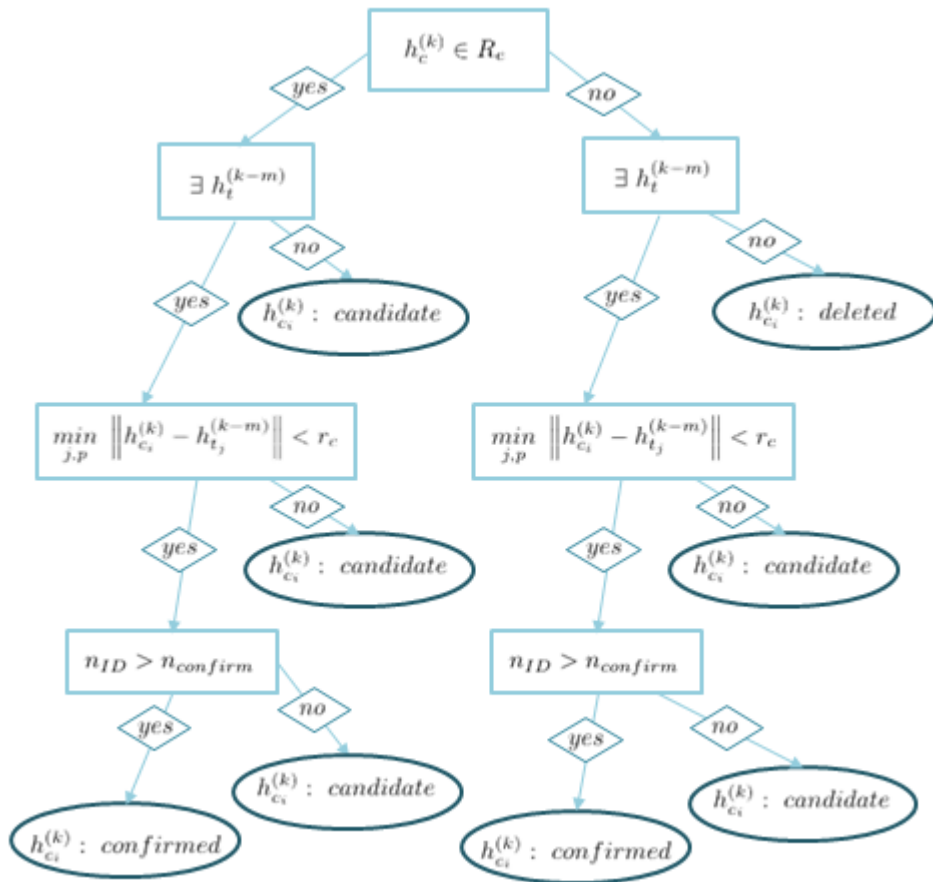 h_c^{(k)} ∈ R_c
yes
no
∃ h_t^{(k−m)}
∃ h_t^{(k−m)}
no
no
yes
yes
h_{c_i}^{(k)} : candidate
h_{c_i}^{(k)} : deleted
min_{j,p} ‖h_{c_i}^{(k)} − h_{t_j}^{(k−m)}‖ < r_c
min_{j,p} ‖h_{c_i}^{(k)} − h_{t_j}^{(k−m)}‖ < r_c
no
no
yes
yes
h_{c_i}^{(k)} : candidate
h_{c_i}^{(k)} : candidate
n_{ID} > n_{confirm}
n_{ID} > n_{confirm}
no
no
yes
yes
h_{c_i}^{(k)} : candidate
h_{c_i}^{(k)} : candidate
h_{c_i}^{(k)} : confirmed
h_{c_i}^{(k)} : confirmed